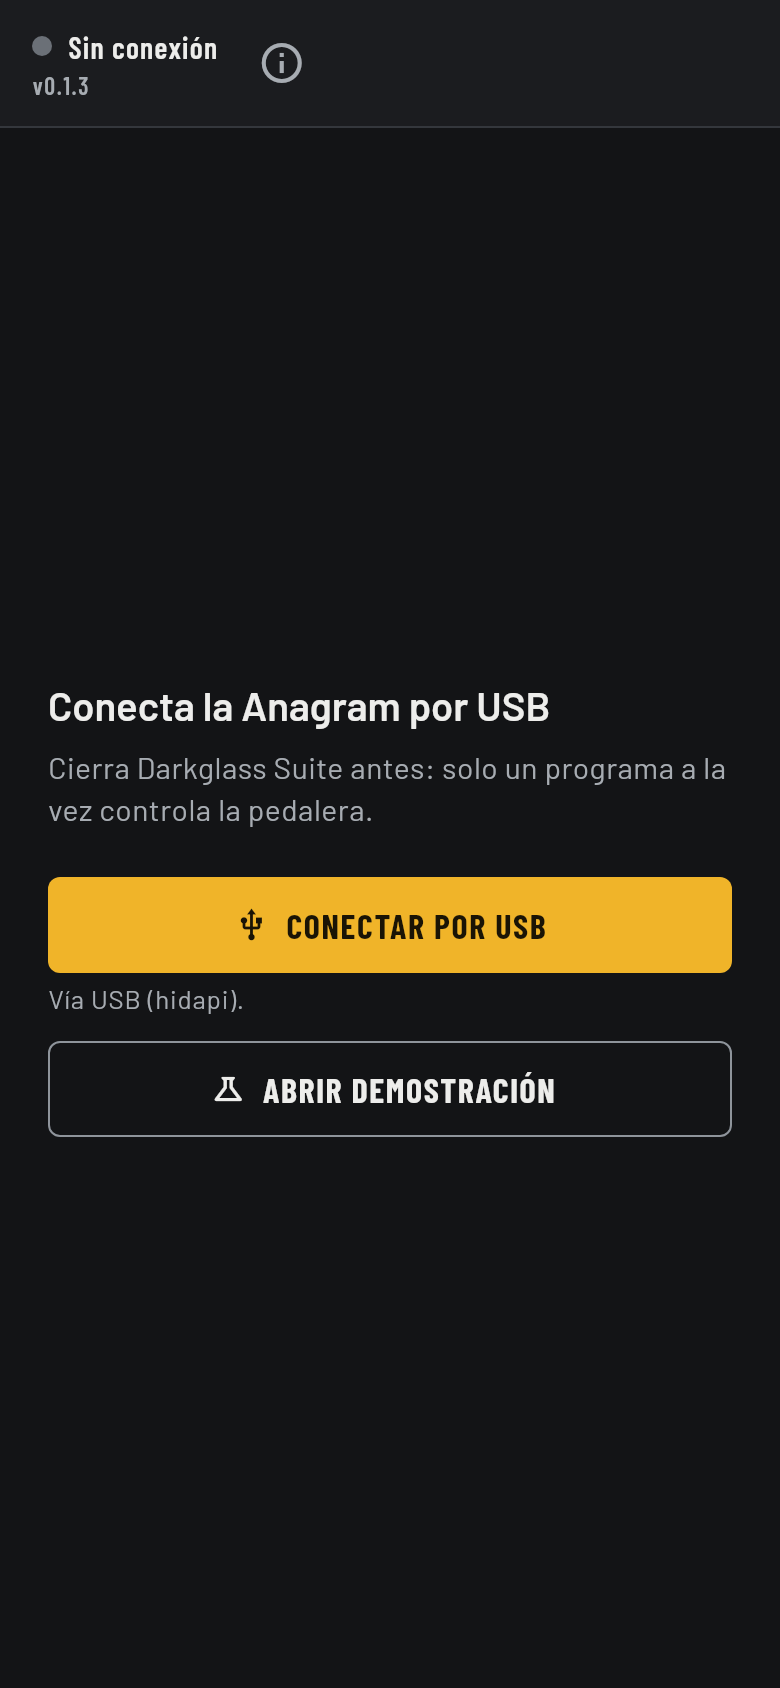 Sin conexión
v0.1.3
Conecta la Anagram por USB
Cierra Darkglass Suite antes: solo un programa a la
vez controla la pedalera.
CONECTAR POR USB
Vía USB (hidapi).
ABRIR DEMOSTRACIÓN